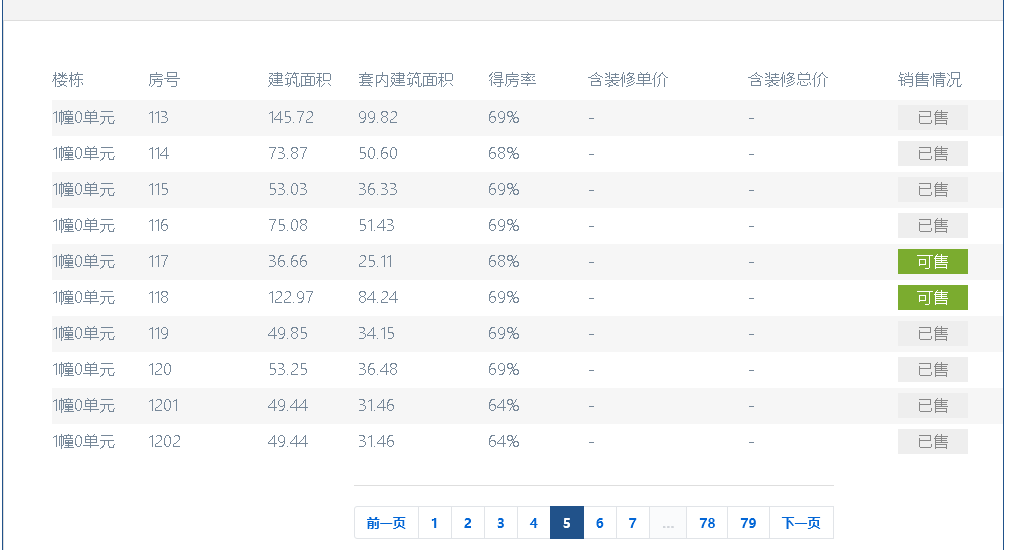 楼栋 房号 建筑面积 套内建筑面积 得房率 含装修单价 含装修总价 销售情况
1幢0单元 113 145.72 99.82 69% - - 已售
1幢0单元 114 73.87 50.60 68% - - 已售
1幢0单元 115 53.03 36.33 69% - - 已售
1幢0单元 116 75.08 51.43 69% - - 已售
1幢0单元 117 36.66 25.11 68% - - 可售
1幢0单元 118 122.97 84.24 69% - - 可售
1幢0单元 119 49.85 34.15 69% - - 已售
1幢0单元 120 53.25 36.48 69% - - 已售
1幢0单元 1201 49.44 31.46 64% - - 已售
1幢0单元 1202 49.44 31.46 64% - - 已售
前一页 1 2 3 4 5 6 7 ... 78 79 下一页